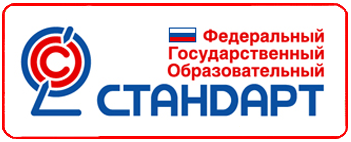 Федеральный
Государственный
Образовательный
СТАНДАРТ